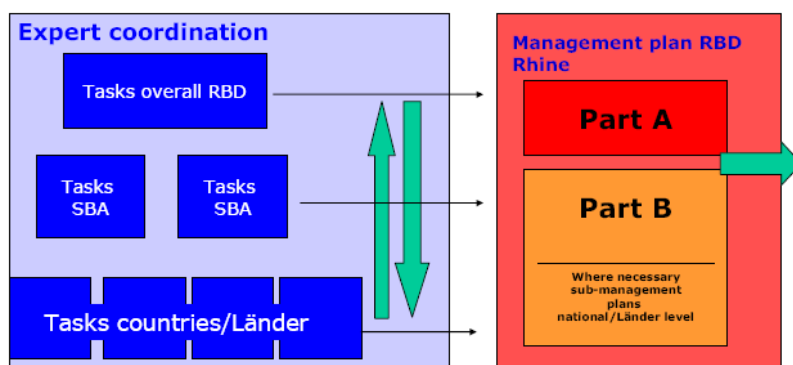 Expert coordination
Tasks overall RBD
Tasks
SBA
Tasks
SBA
Tasks countries/Länder
Management plan RBD
Rhine
Part A
Part B
Where necessary
sub-management
plans
national/Länder level